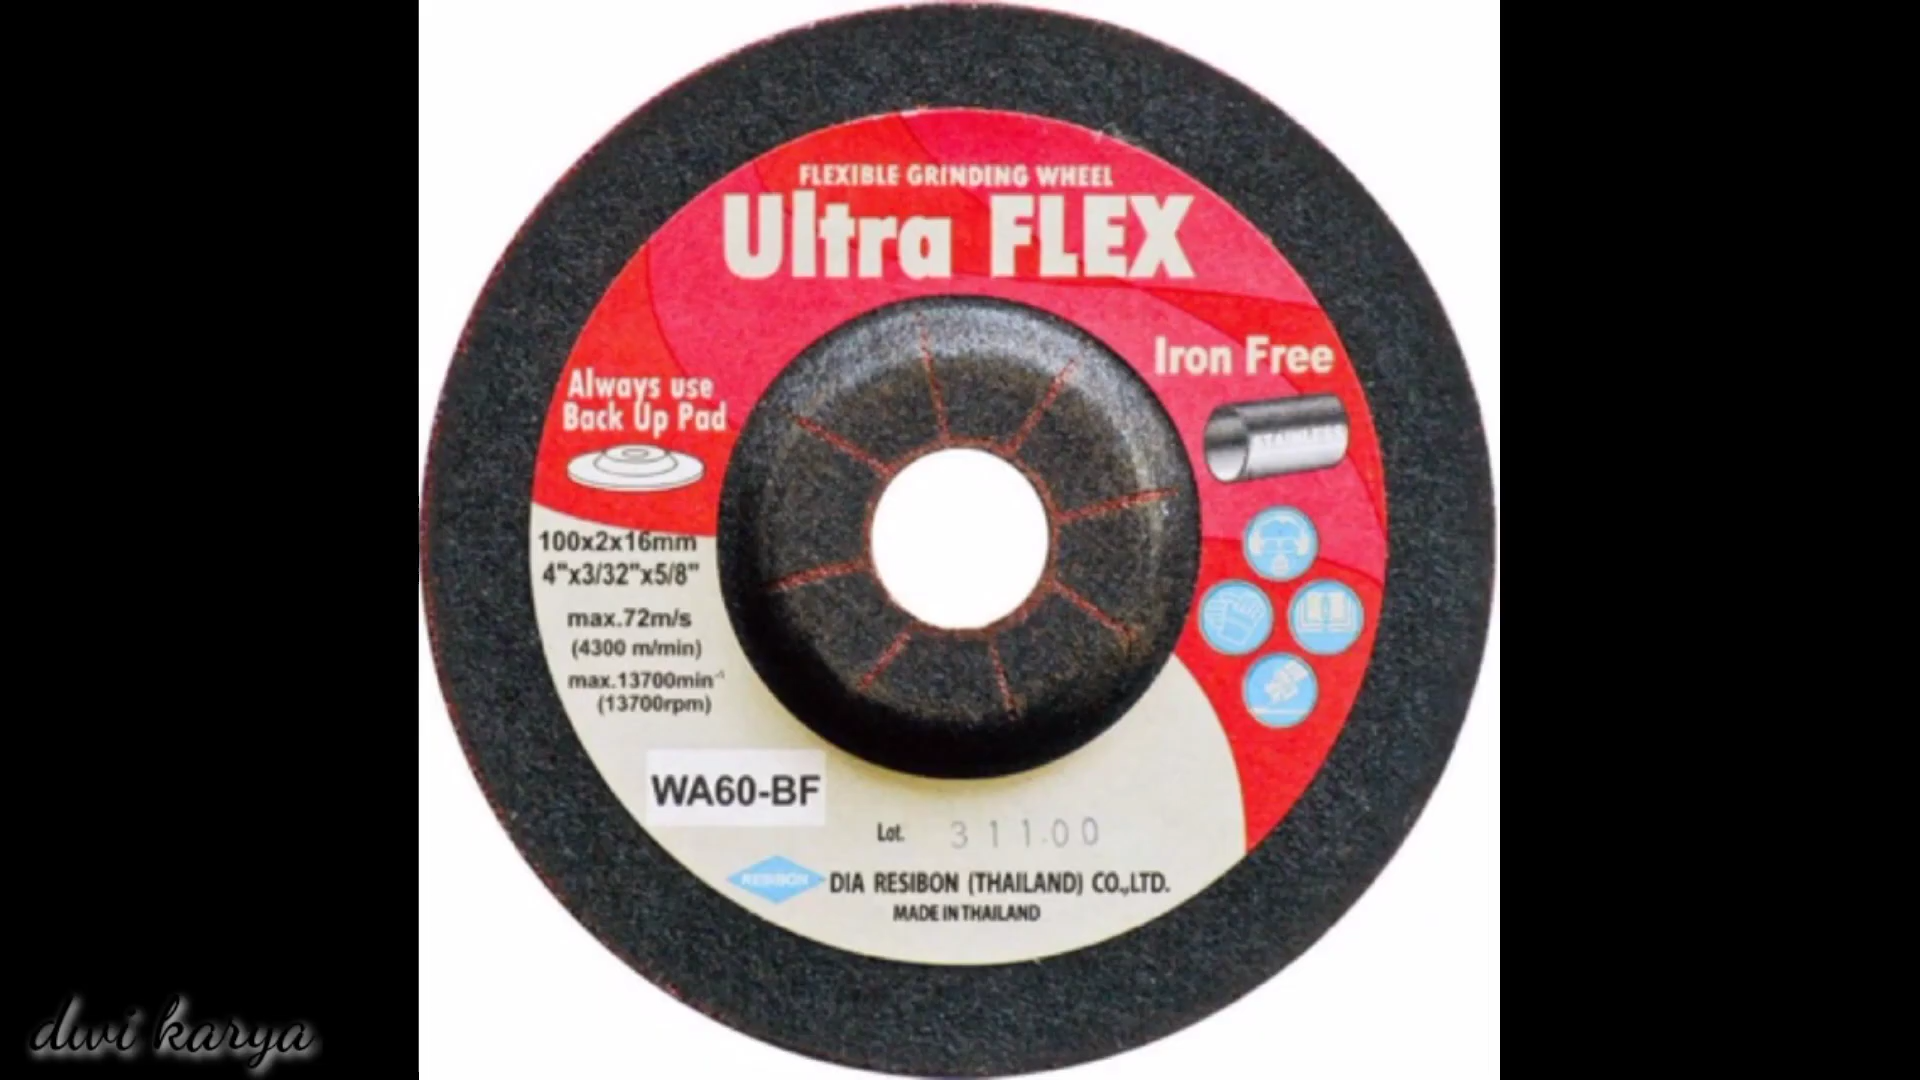 FLEXIBLE GRINDING WHEEL
Ultra FLEX
Iron Free
Always use
Back Up Pad
100x2x16mm
4"x3/32"x5/8"
max.72m/s
(4300 m/min)
max.13700min⁻¹
(13700rpm)
WA60-BF
Lot. 311.00
RESIBON
DIA RESIBON (THAILAND) CO.,LTD.
MADE IN THAILAND
dwi karya